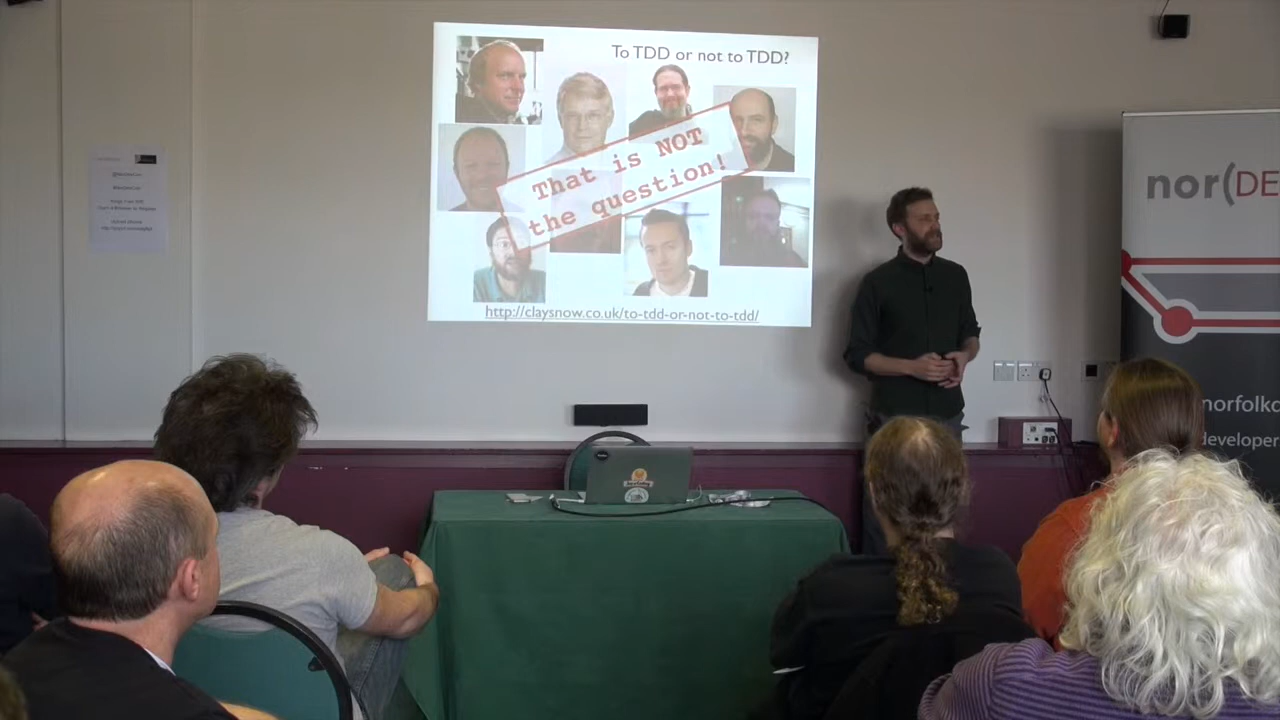 To TDD or not to TDD?
That is NOT
the question!
http://claysnow.co.uk/to-tdd-or-not-to-tdd/
nor(DE
norfolk
developer